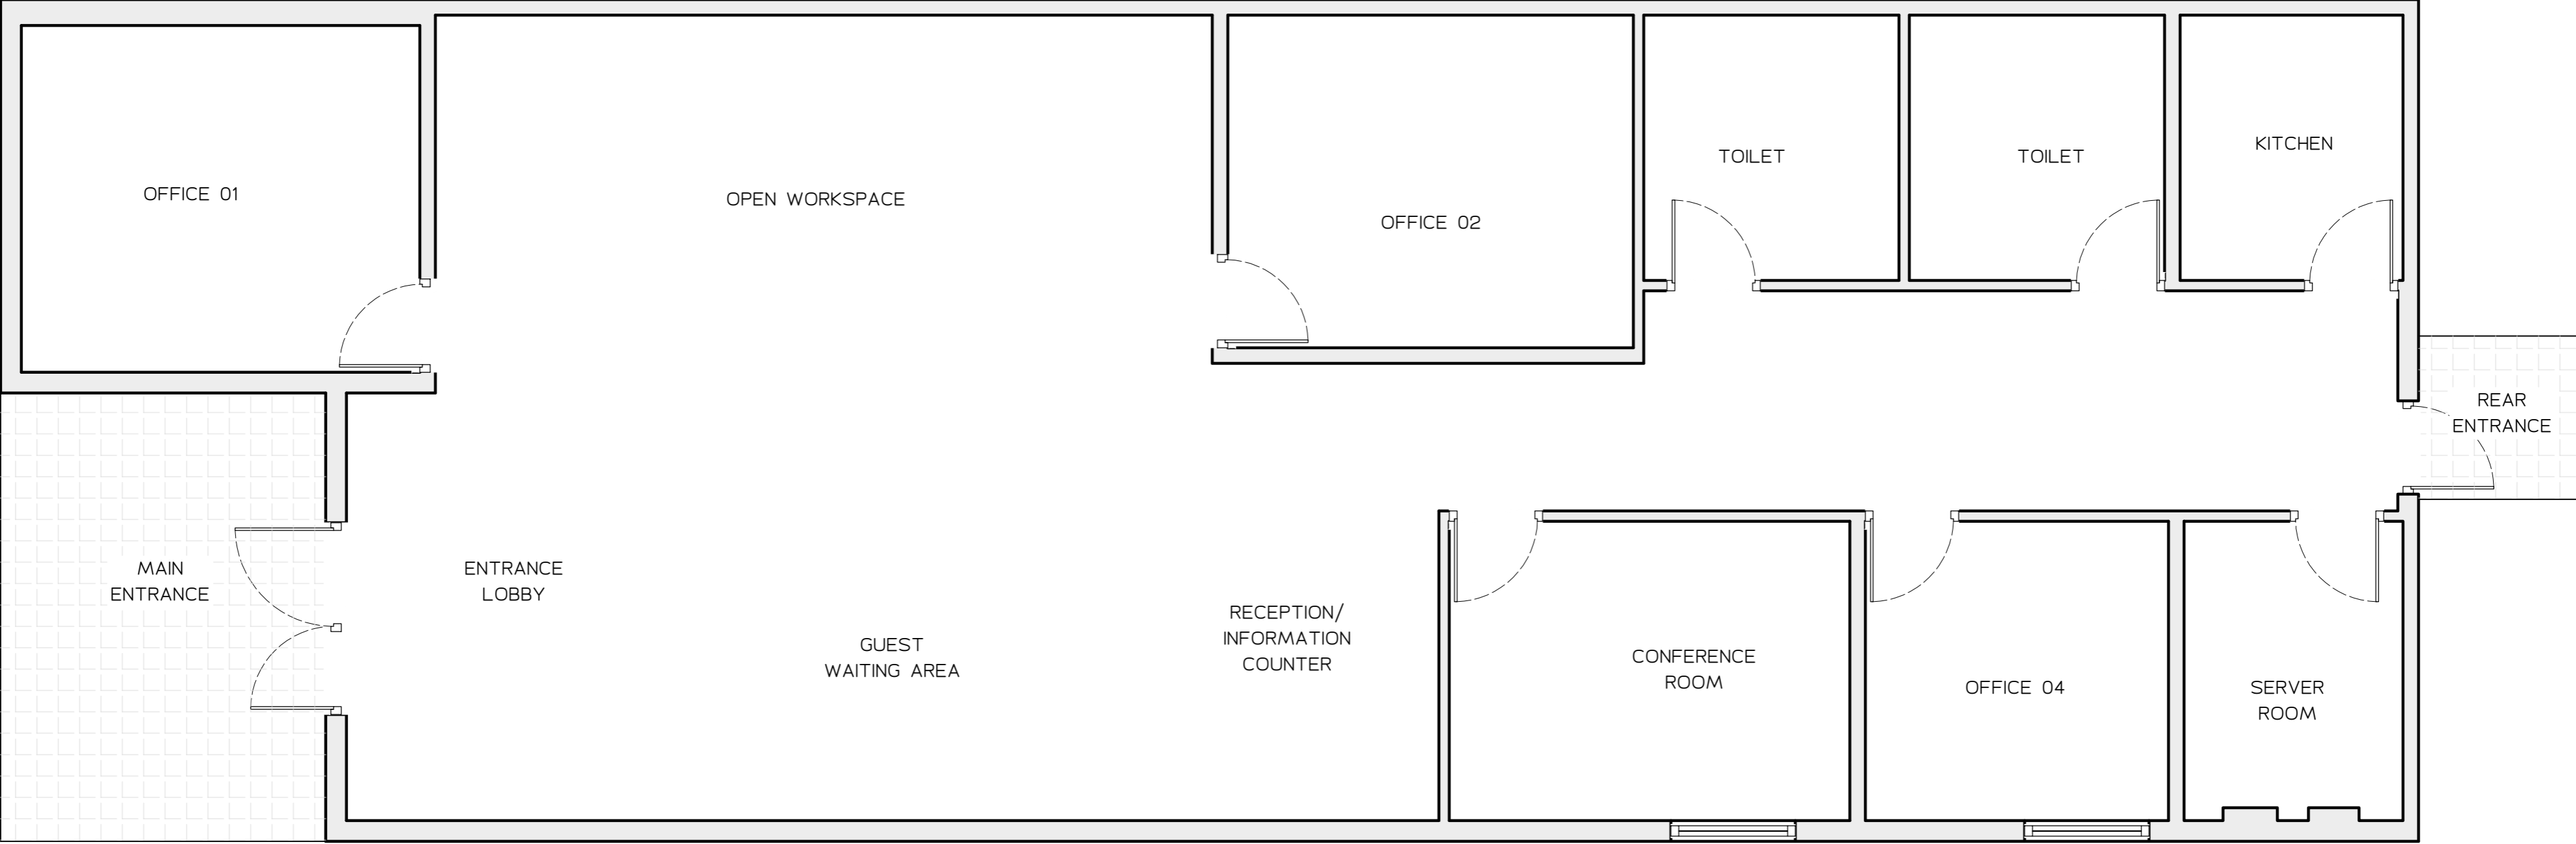 OFFICE 01
OPEN WORKSPACE
OFFICE 02
TOILET
TOILET
KITCHEN
REAR
ENTRANCE
MAIN
ENTRANCE
ENTRANCE
LOBBY
GUEST
WAITING AREA
RECEPTION/
INFORMATION
COUNTER
CONFERENCE
ROOM
OFFICE 04
SERVER
ROOM